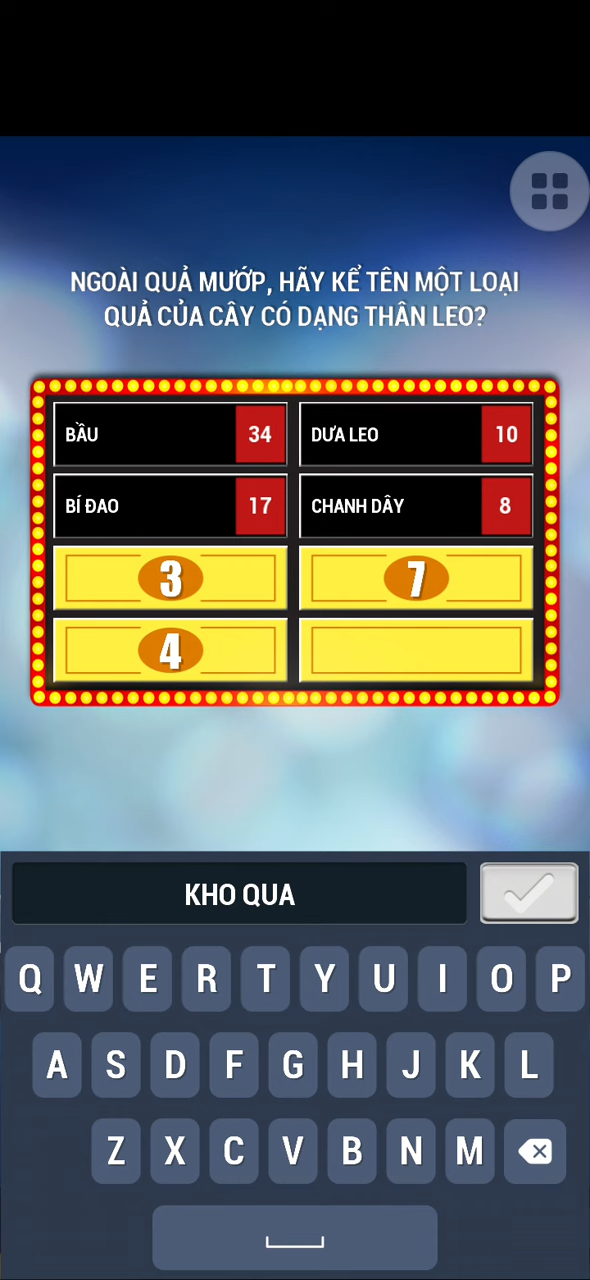 NGOÀI QUẢ MƯỚP, HÃY KỂ TÊN MỘT LOẠI
QUẢ CỦA CÂY CÓ DẠNG THÂN LEO?
BẦU 34
DƯA LEO 10
BÍ ĐAO 17
CHANH DÂY 8
3
7
4
KHO QUA
Q W E R T Y U I O P
A S D F G H J K L
Z X C V B N M